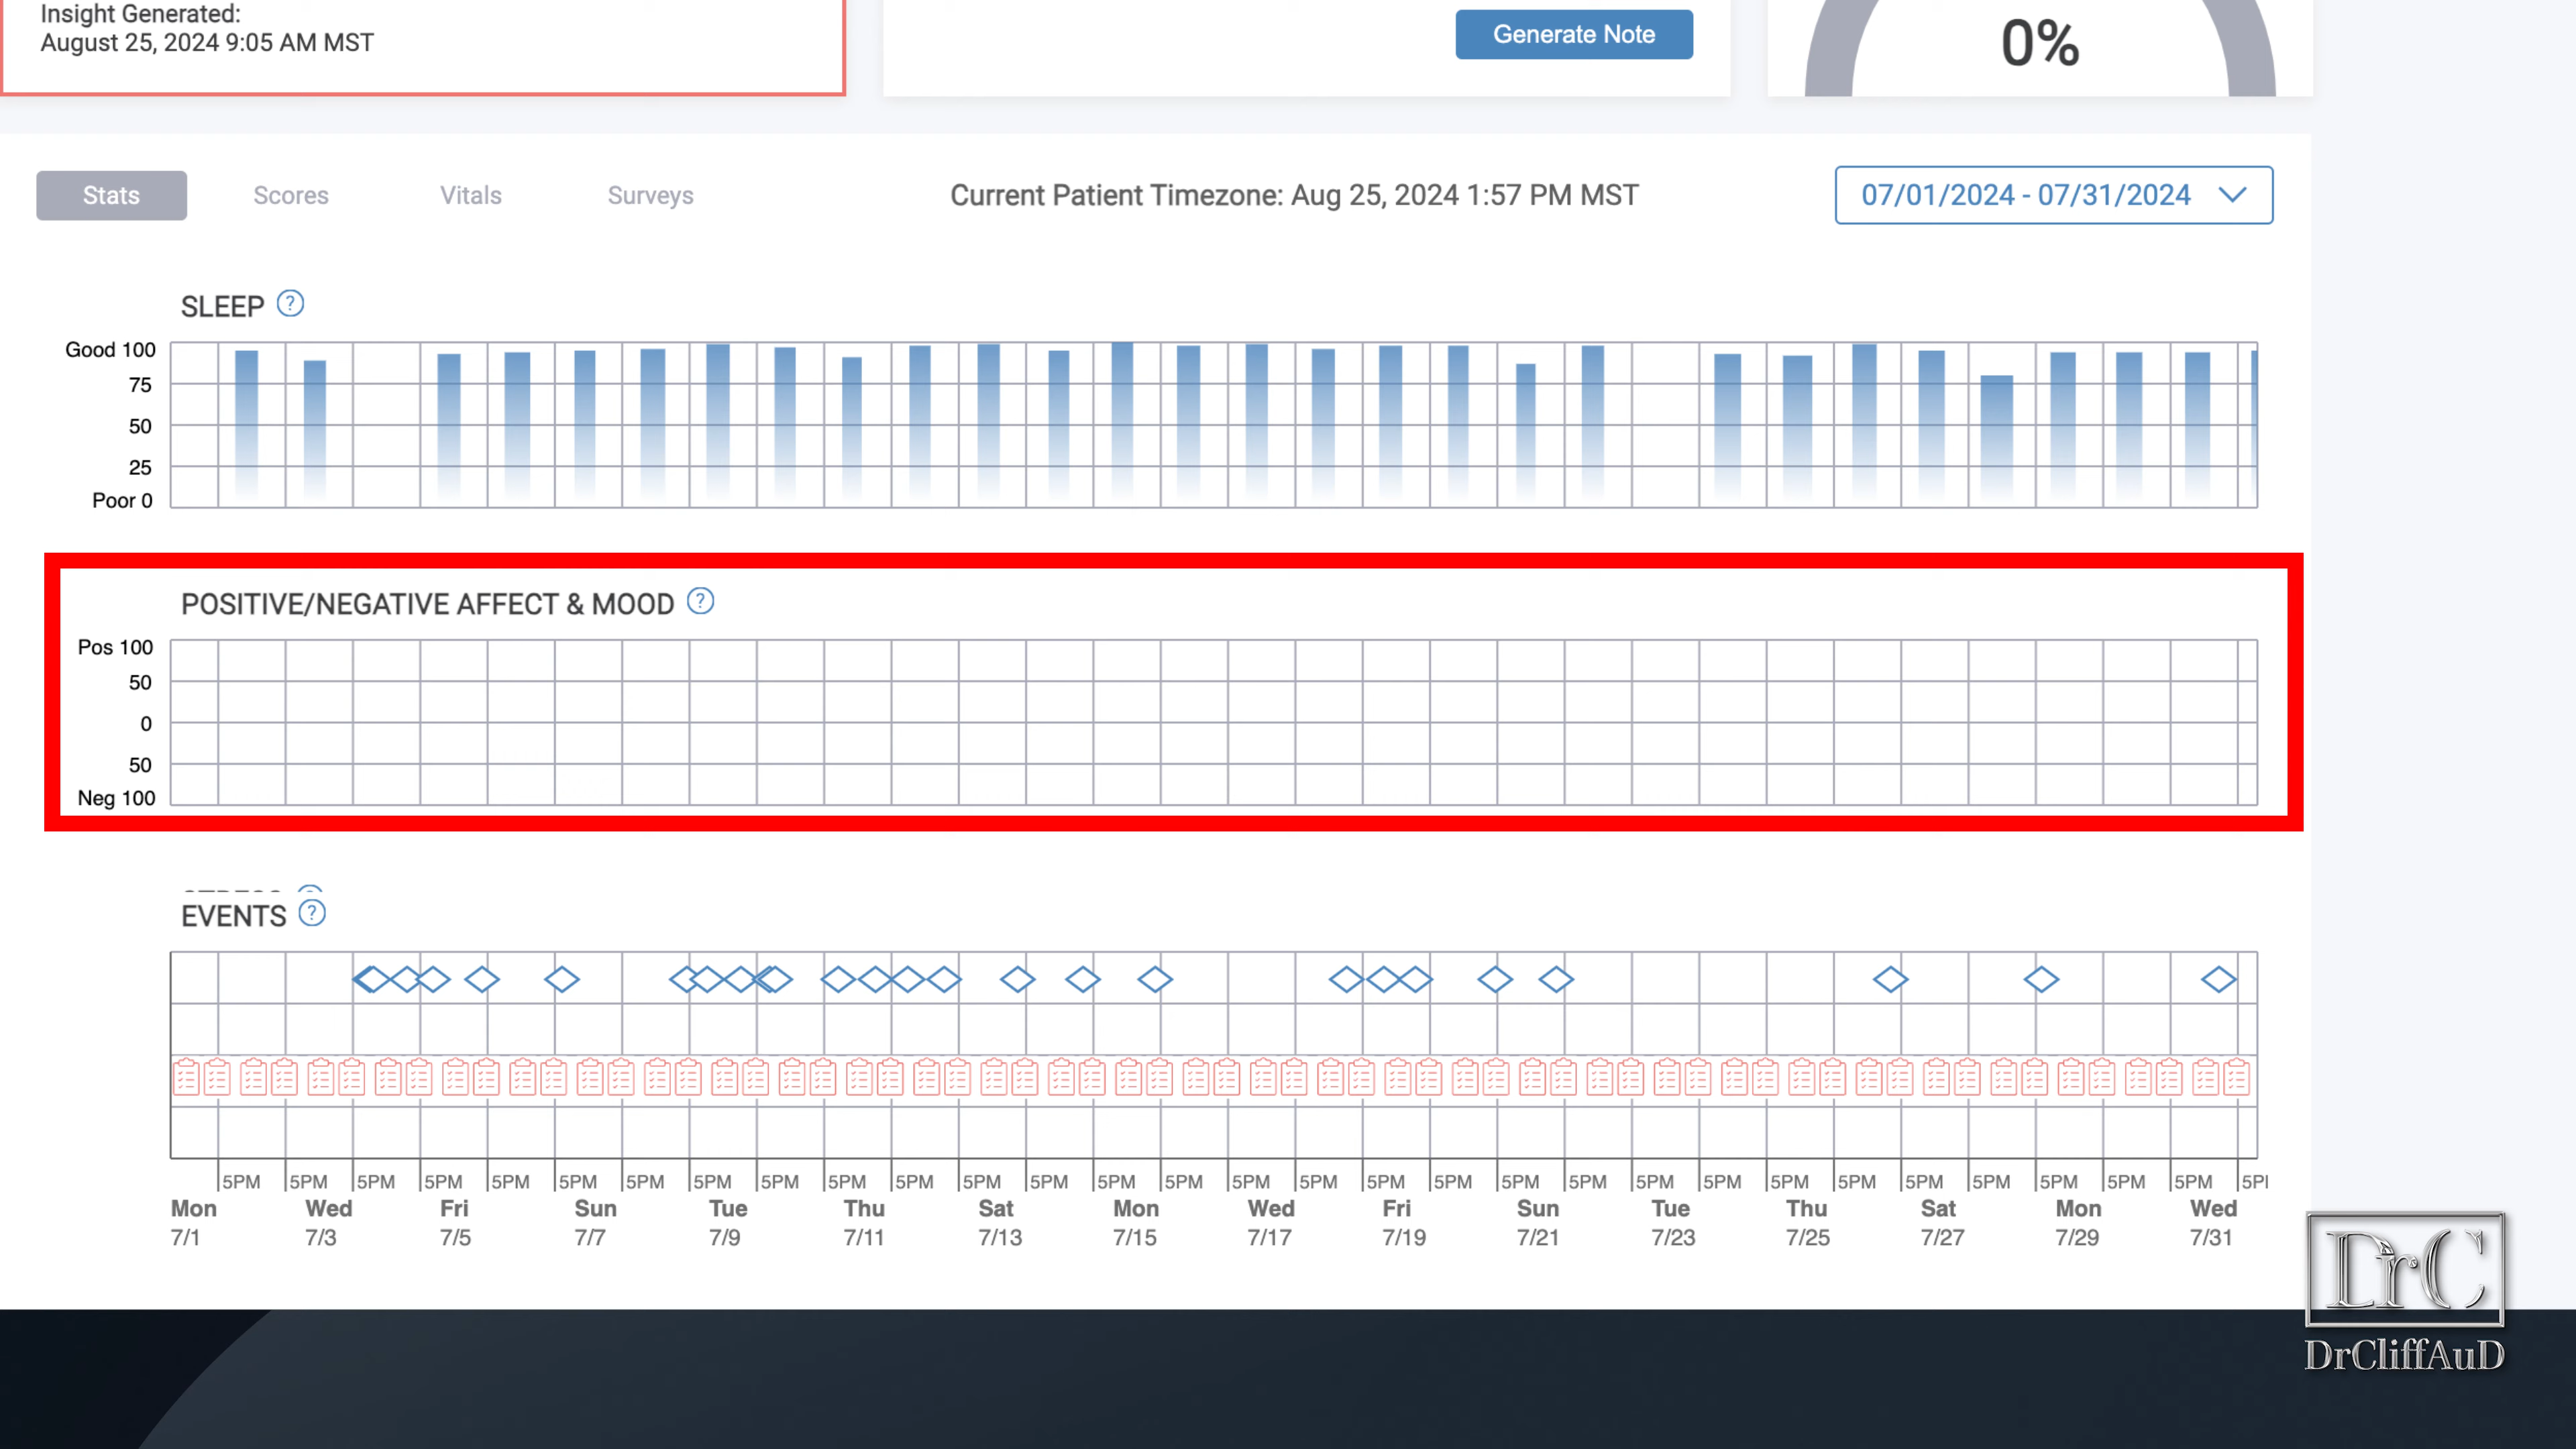 Insight Generated:
August 25, 2024 9:05 AM MST
Generate Note
0%
Stats Scores Vitals Surveys Current Patient Timezone: Aug 25, 2024 1:57 PM MST 07/01/2024 - 07/31/2024
SLEEP ?
Good 100
75
50
25
Poor 0
POSITIVE/NEGATIVE AFFECT & MOOD ?
Pos 100
50
0
50
Neg 100
EVENTS ?
5PM 5PM 5PM 5PM 5PM 5PM 5PM 5PM 5PM 5PM 5PM 5PM 5PM 5PM 5PM 5PM 5PM 5PM 5PM 5PM 5PM 5PM 5PM 5PM 5PM 5PM 5PM 5PM 5PM 5PM 5P
Mon Wed Fri Sun Tue Thu Sat Mon Wed Fri Sun Tue Thu Sat Mon Wed
7/1 7/3 7/5 7/7 7/9 7/11 7/13 7/15 7/17 7/19 7/21 7/23 7/25 7/27 7/29 7/31
DrC
DrCliffAuD